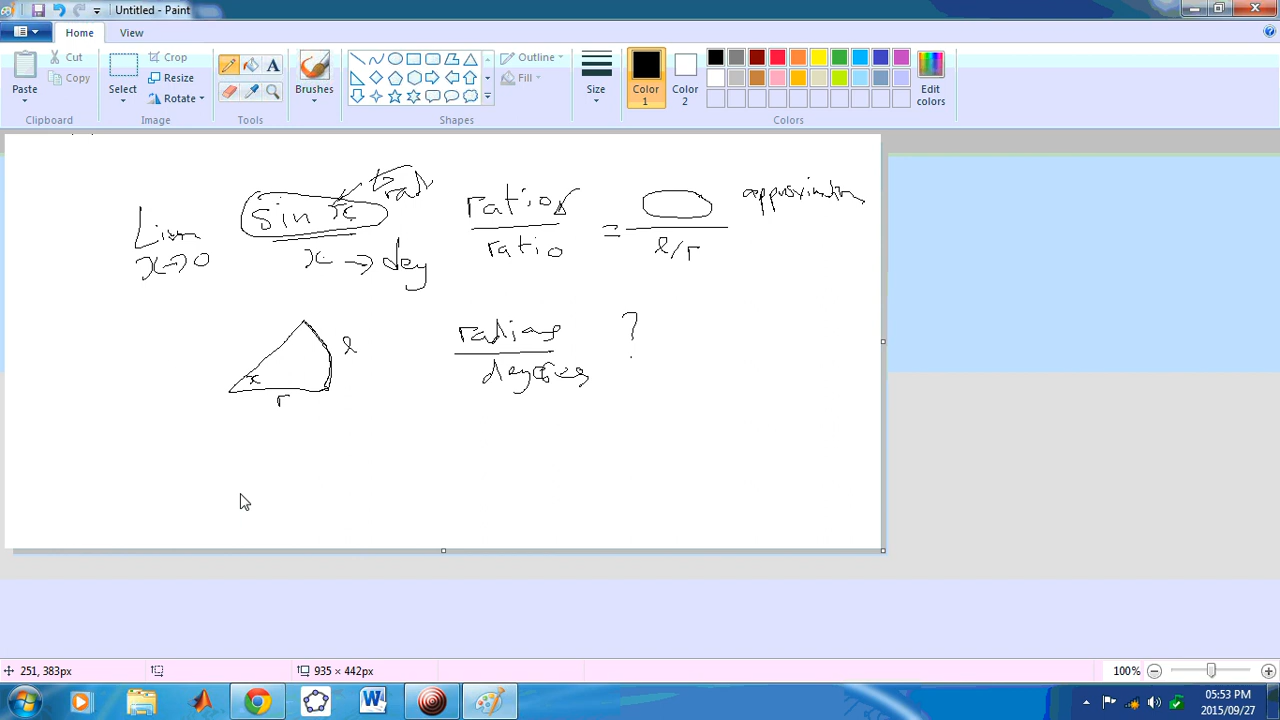 Untitled - Paint
Home
View
Paste
Cut
Copy
Select
Crop
Resize
Rotate
Brushes
Outline
Fill
Size
Color 1
Color 2
Edit colors
Clipboard
Image
Tools
Shapes
Colors
Lim x→0 sin x / x → deg
rad
ratio / ratio = / l/r
approximation
x
r
l
radians / degrees ?
251, 383px
935 × 442px
100%
05:53 PM
2015/09/27